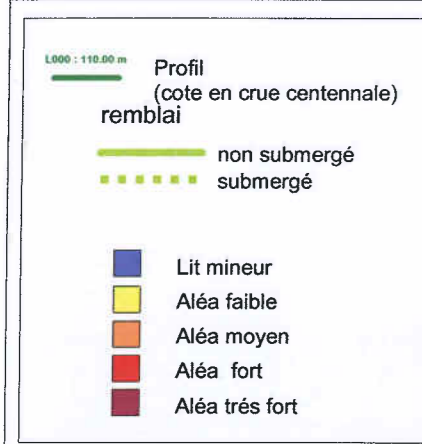 L000 : 110.00 m
Profil
(cote en crue centennale)
remblai
non submergé
submergé
Lit mineur
Aléa faible
Aléa moyen
Aléa fort
Aléa trés fort